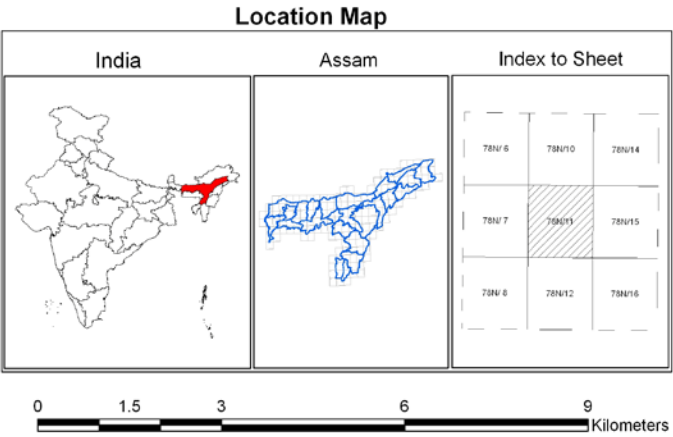 Location Map
India
Assam
Index to Sheet
78N/ 6
78N/10
78N/14
78N/ 7
78N/11
78N/15
78N/ 8
78N/12
78N/16
0 1.5 3 6 9
Kilometers